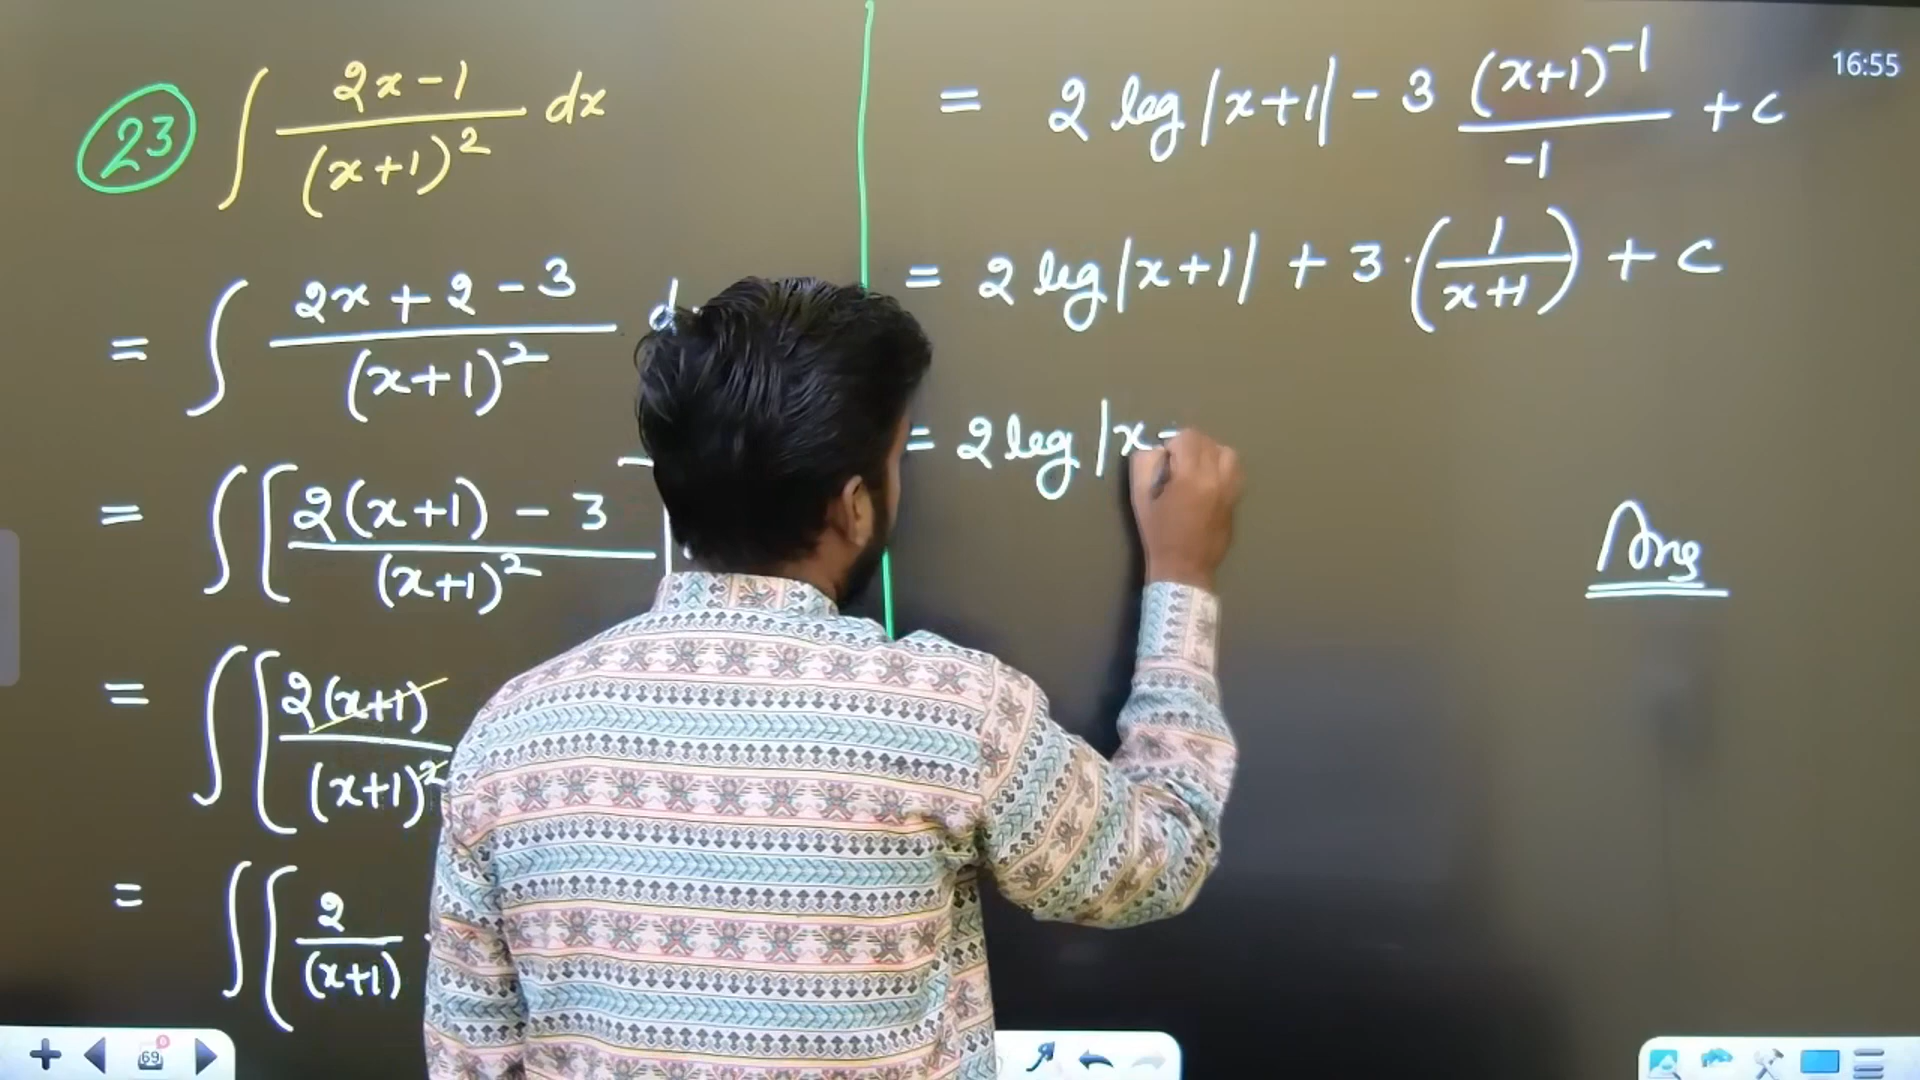 23 ∫ (2x-1)/(x+1)² dx
= ∫ (2x+2-3)/(x+1)²
= ∫ [ (2(x+1) - 3)/(x+1)²
= ∫ [ 2(x+1)/(x+1)²
= ∫ [ 2/(x+1)
= 2 log|x+1| - 3 (x+1)⁻¹/-1 + c
= 2 log|x+1| + 3·(1/(x+1)) + c
= 2 log |x
Ans
16:55
69